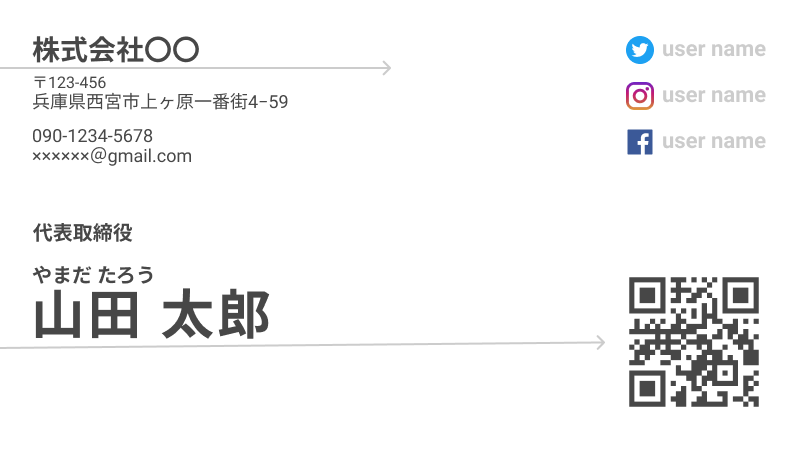 株式会社〇〇
〒123-456
兵庫県西宮市上ヶ原一番街4-59
090-1234-5678
××××××@gmail.com
user name
user name
user name
代表取締役
やまだ たろう
山田 太郎